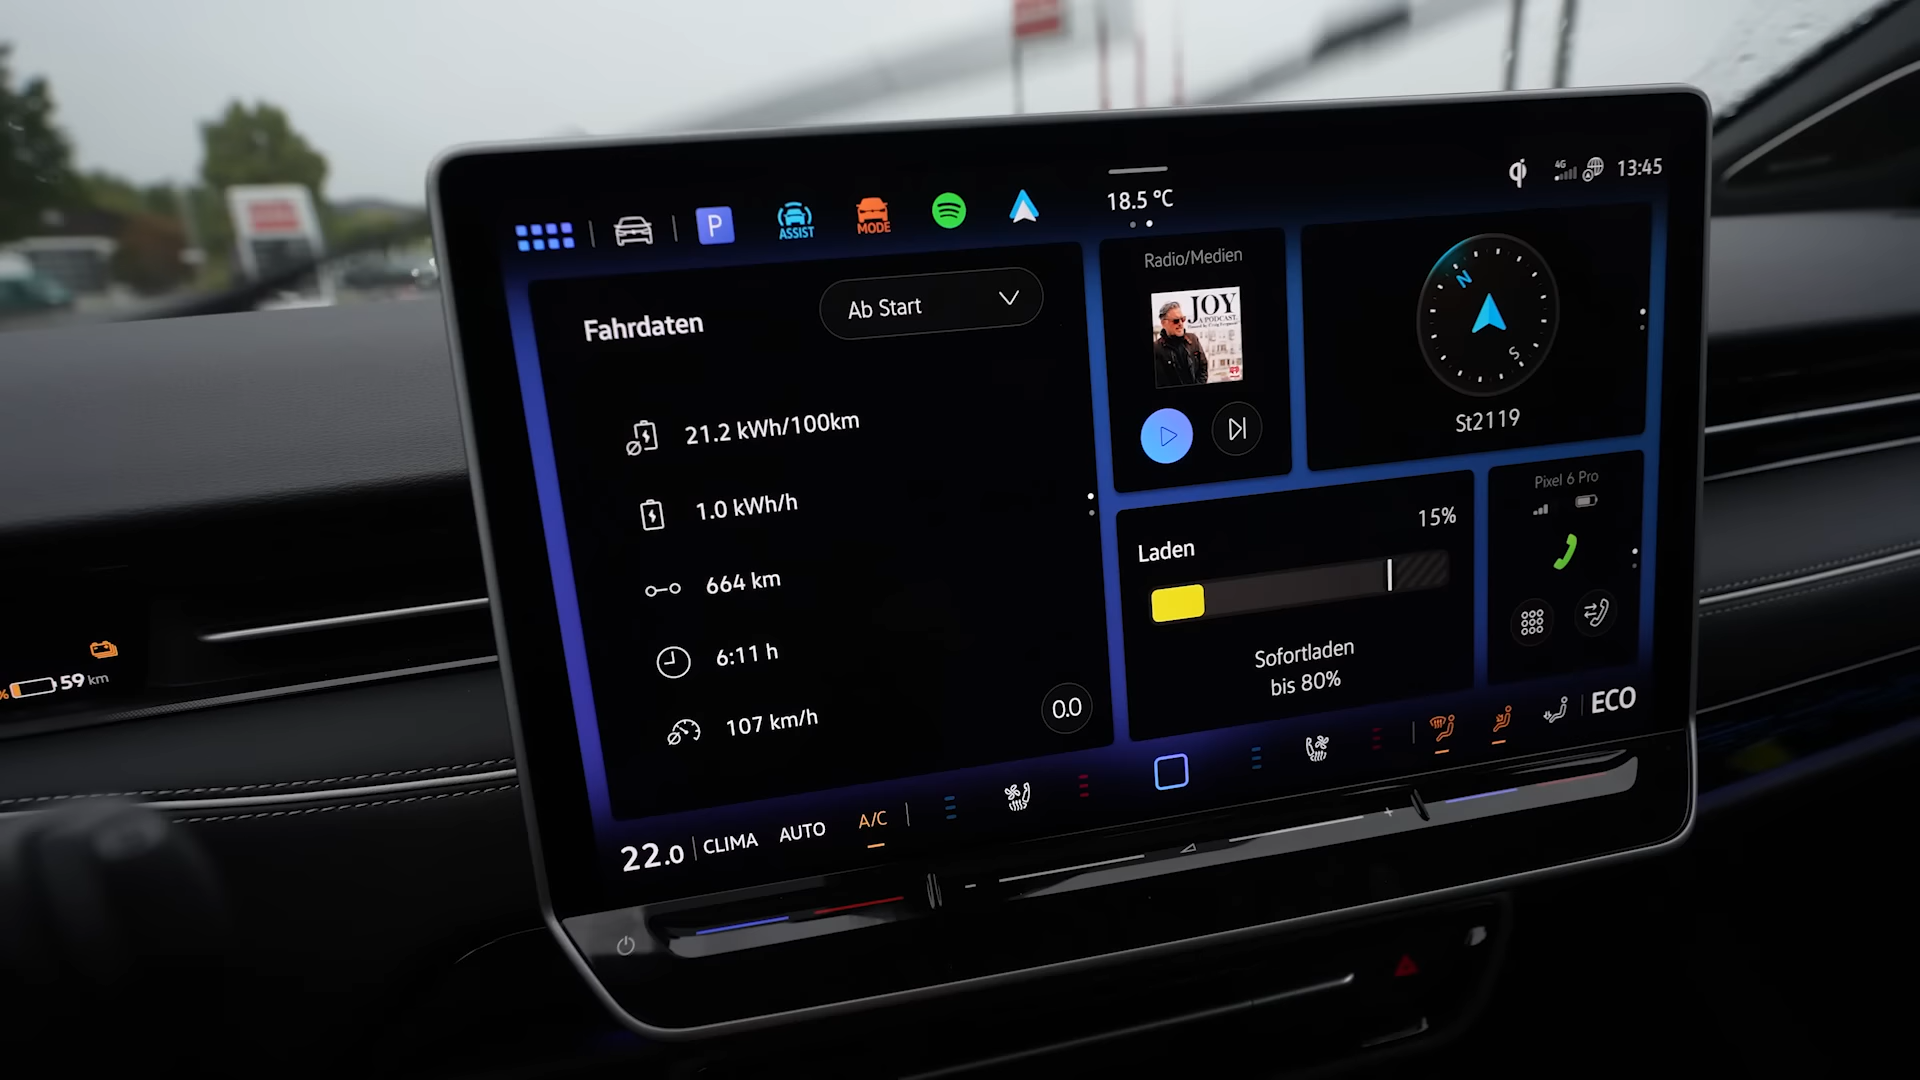 4G
13:45
P
ASSIST
MODE
18.5 °C
Fahrdaten
Ab Start
21.2 kWh/100km
1.0 kWh/h
664 km
6:11 h
107 km/h
0.0
Radio/Medien
JOY
A PODCAST.
N
S
St2119
15%
Laden
Sofortladen
bis 80%
Pixel 6 Pro
22.0
CLIMA
AUTO
A/C
ECO
%
59 km